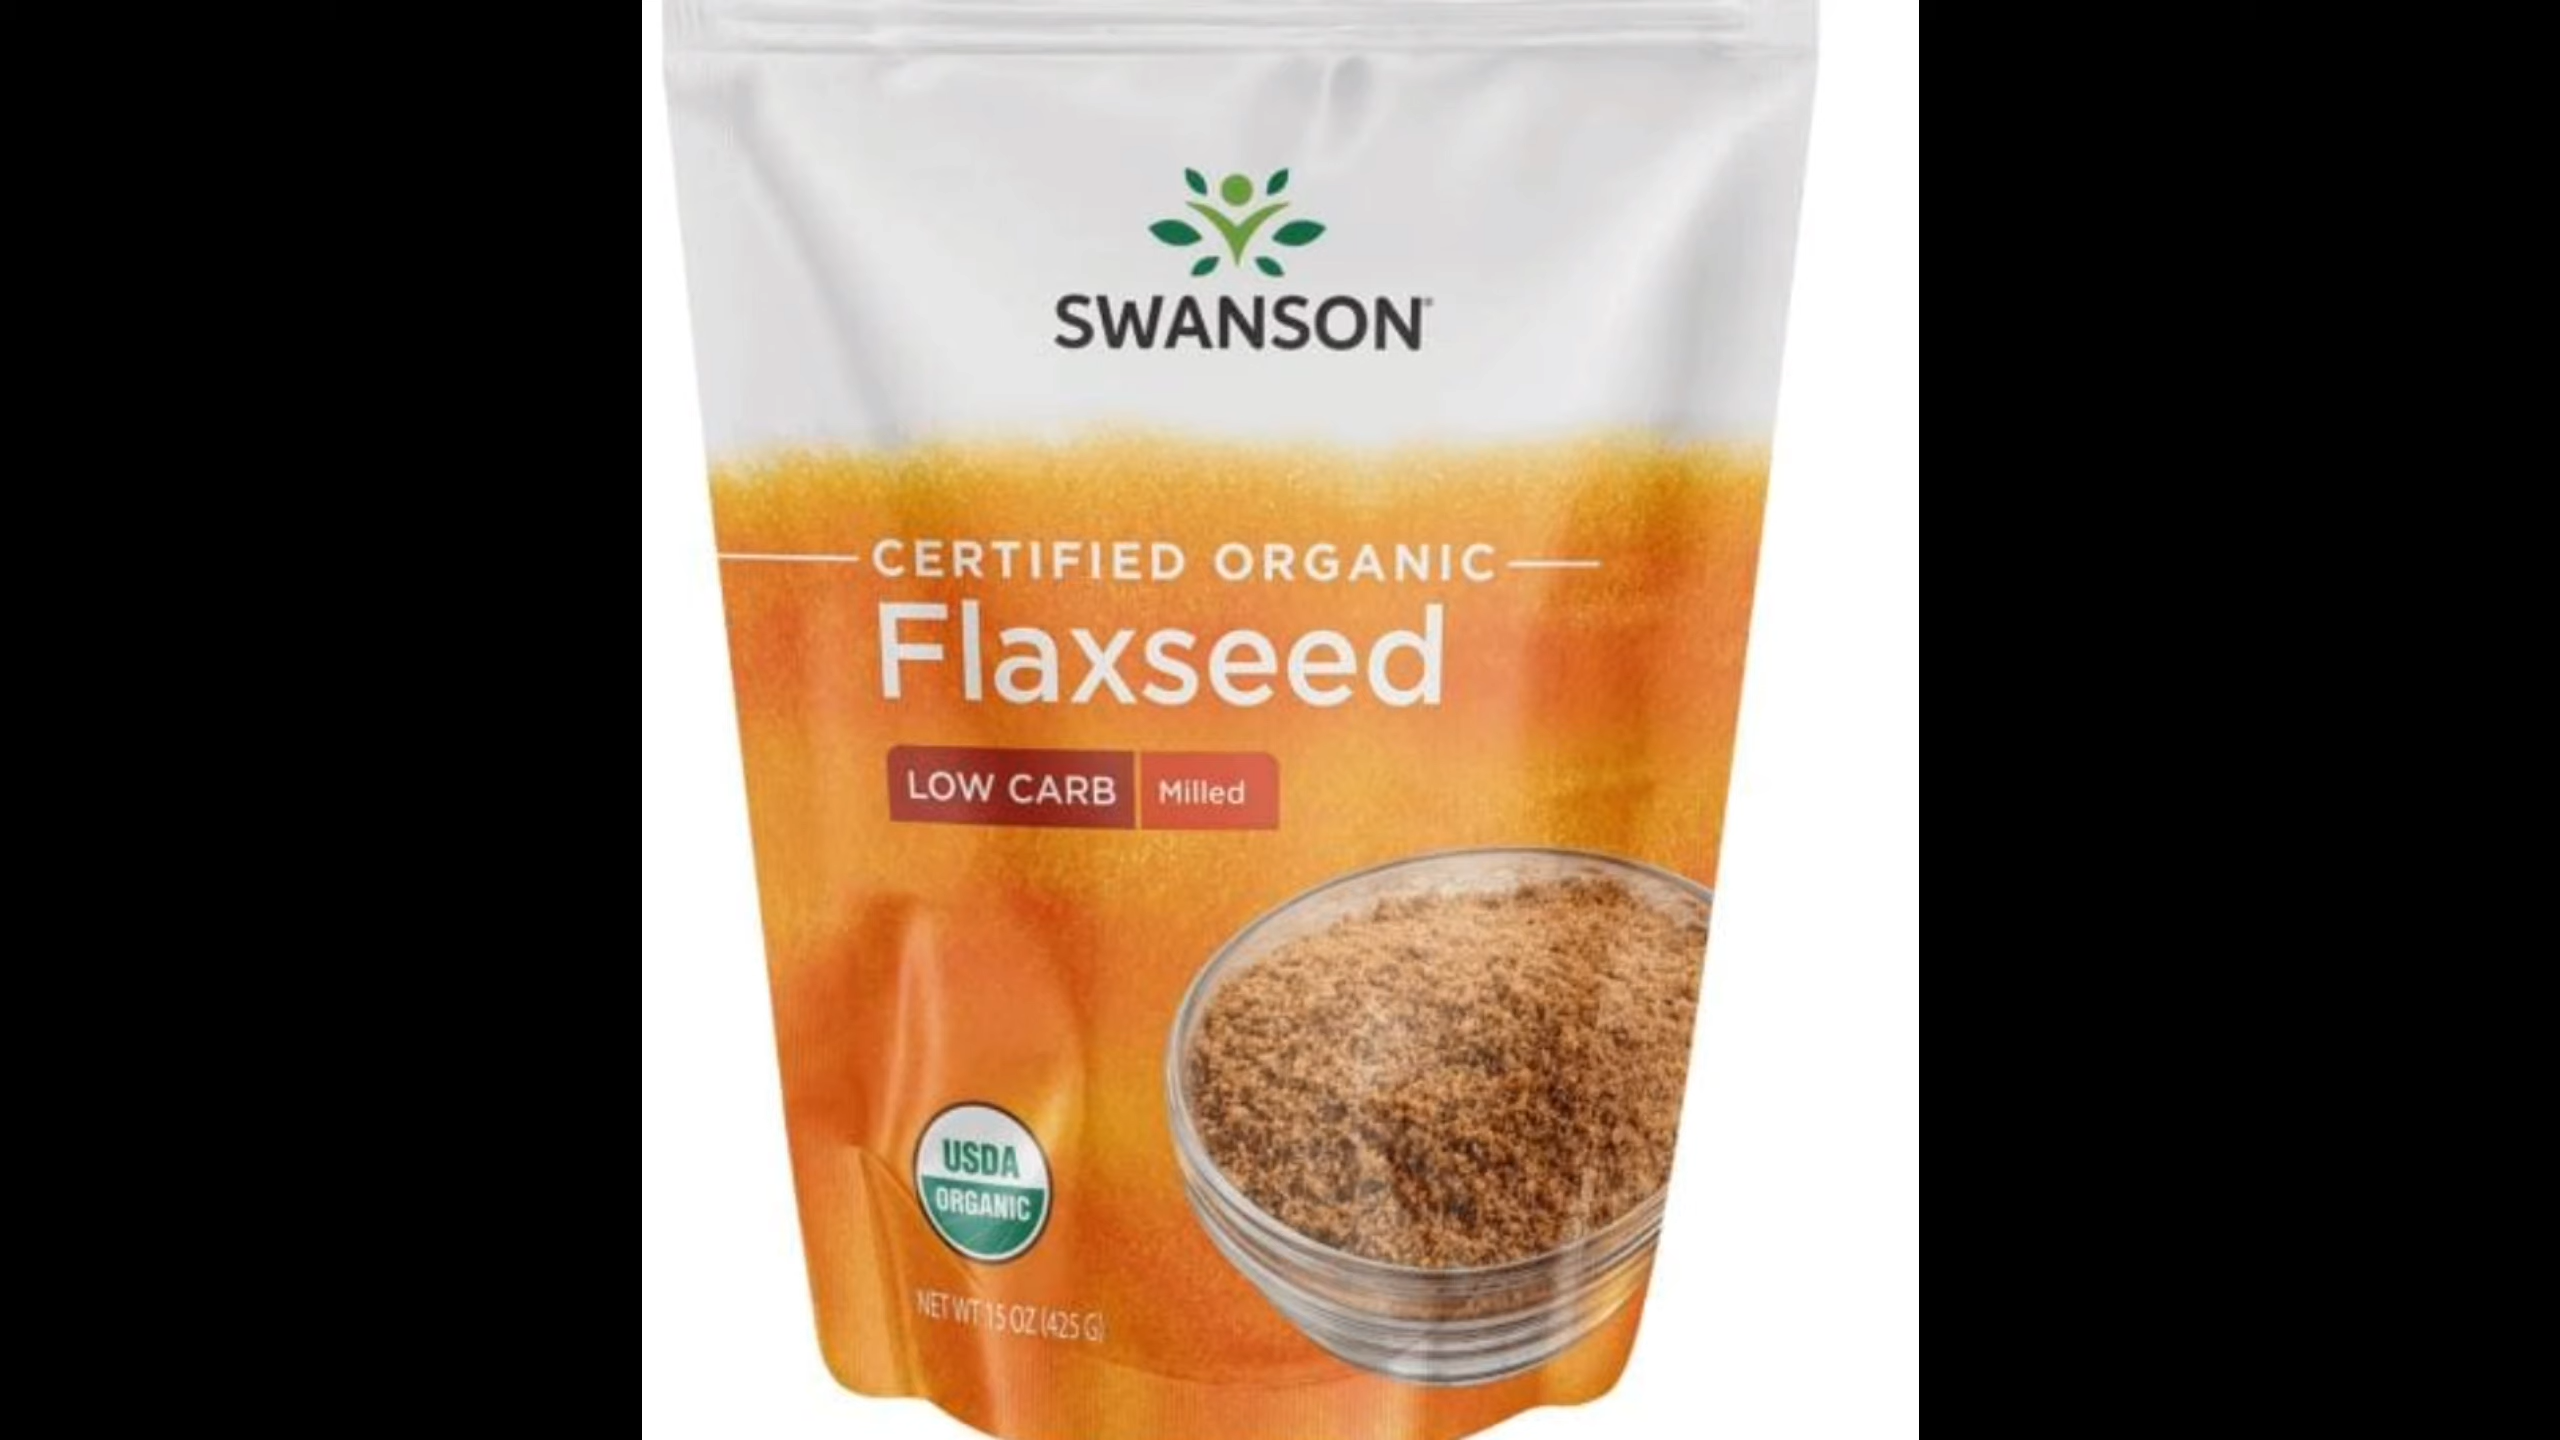 SWANSON
CERTIFIED ORGANIC
Flaxseed
LOW CARB Milled
USDA
ORGANIC
NET WT 15 OZ (425 G)